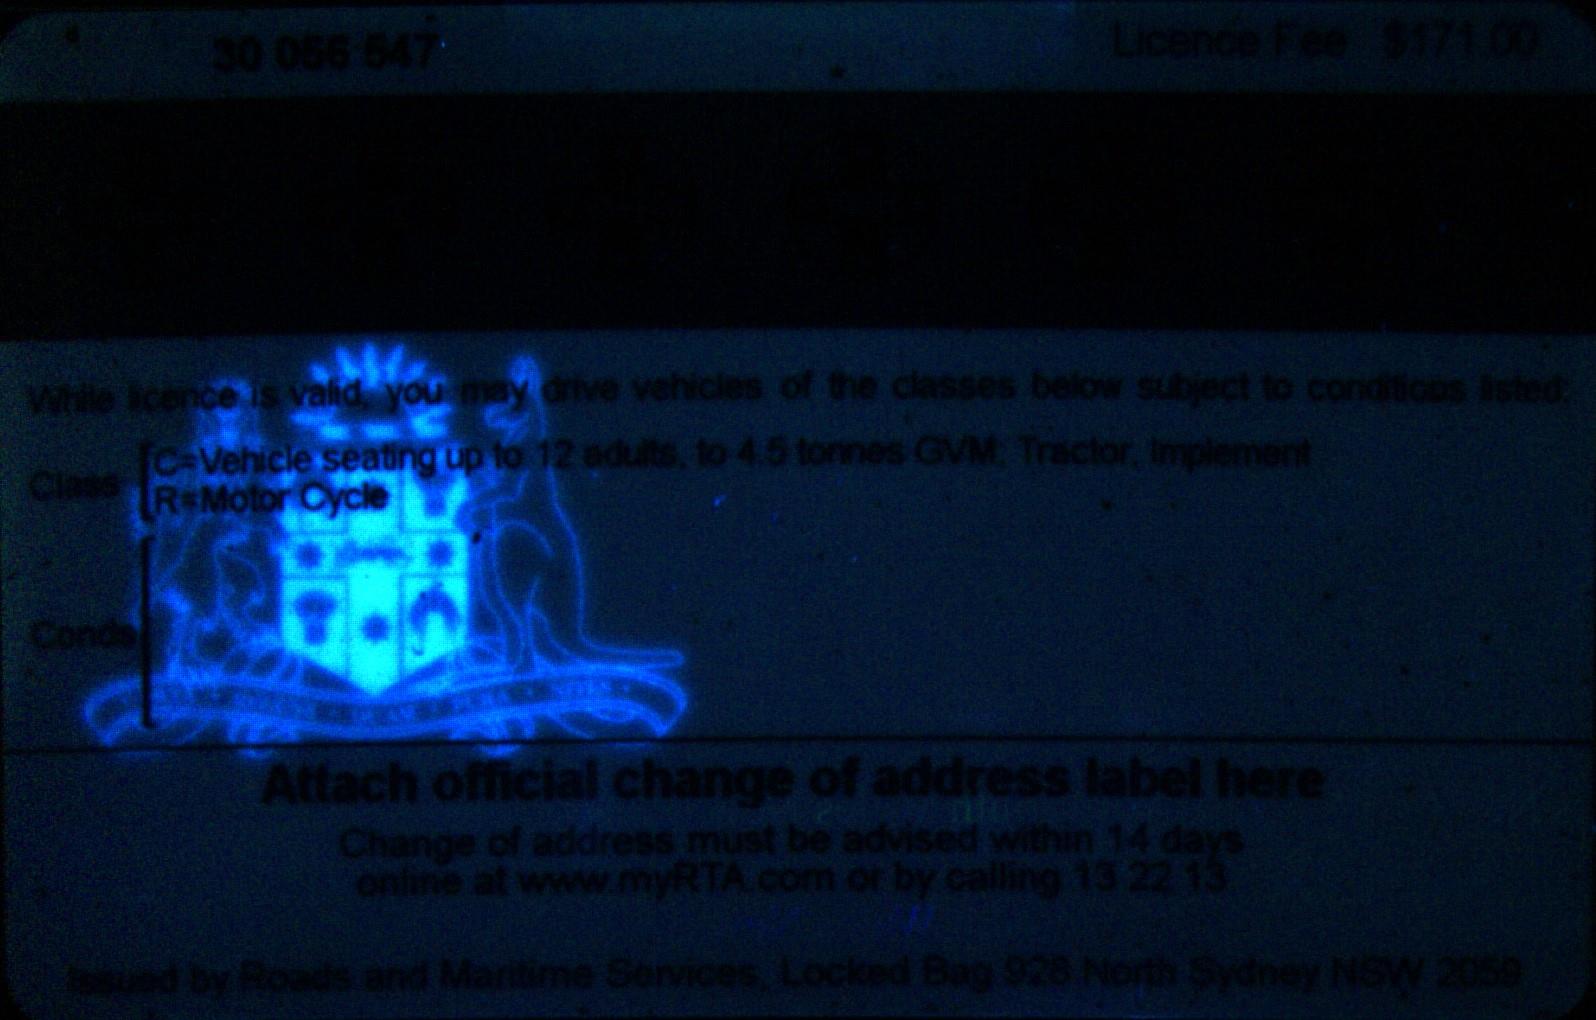 30 056 547
Licence Fee $171.00
While licence is valid, you may drive vehicles of the classes below subject to conditions listed:
Class
C=Vehicle seating up to 12 adults, to 4.5 tonnes GVM; Tractor, Implement
R=Motor Cycle
Conds
Attach official change of address label here
Change of address must be advised within 14 days
online at www.myRTA.com or by calling 13 22 13
Issued by Roads and Maritime Services, Locked Bag 928 North Sydney NSW 2059